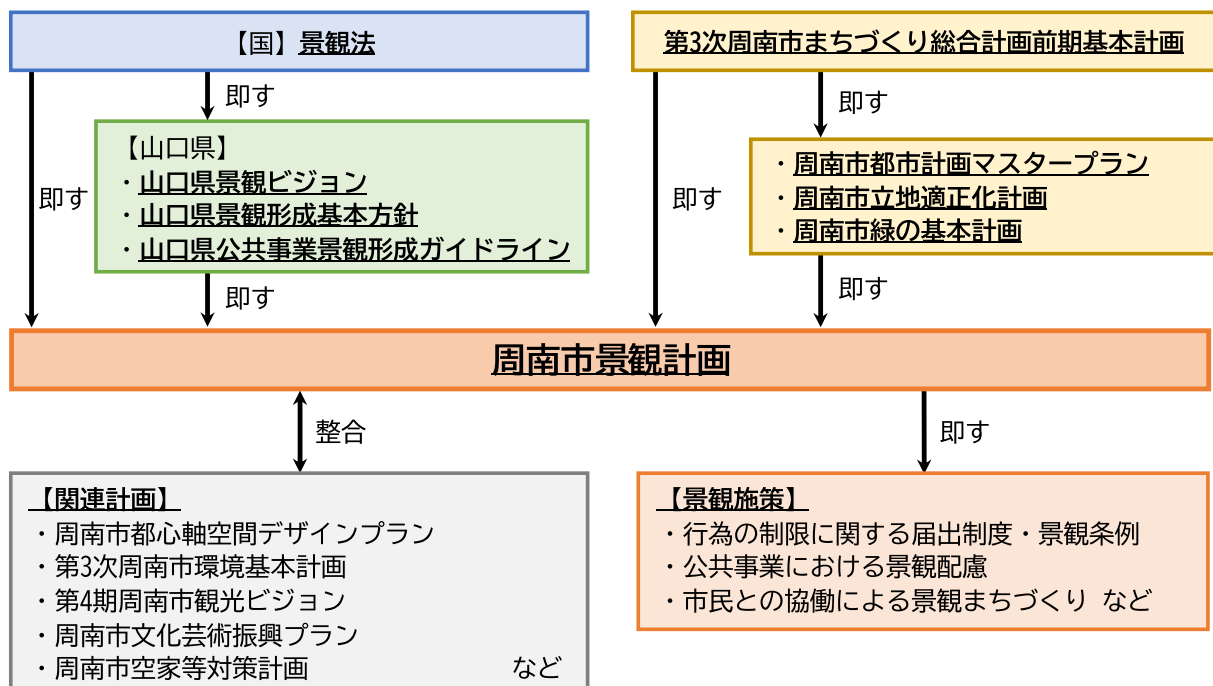 【国】景観法
第3次周南市まちづくり総合計画前期基本計画
即す
即す
【山口県】
・山口県景観ビジョン
・山口県景観形成基本方針
・山口県公共事業景観形成ガイドライン
・周南市都市計画マスタープラン
・周南市立地適正化計画
・周南市緑の基本計画
即す
即す
即す
即す
周南市景観計画
整合
即す
【関連計画】
・周南市都心軸空間デザインプラン
・第3次周南市環境基本計画
・第4期周南市観光ビジョン
・周南市文化芸術振興プラン
・周南市空家等対策計画 など
【景観施策】
・行為の制限に関する届出制度・景観条例
・公共事業における景観配慮
・市民との協働による景観まちづくり など